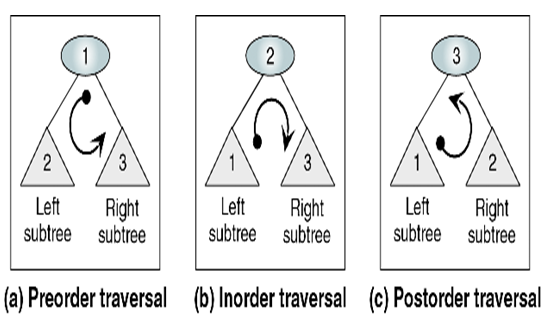 1
2
3
Left
subtree
Right
subtree
(a) Preorder traversal
2
1
3
Left
subtree
Right
subtree
(b) Inorder traversal
3
1
2
Left
subtree
Right
subtree
(c) Postorder traversal